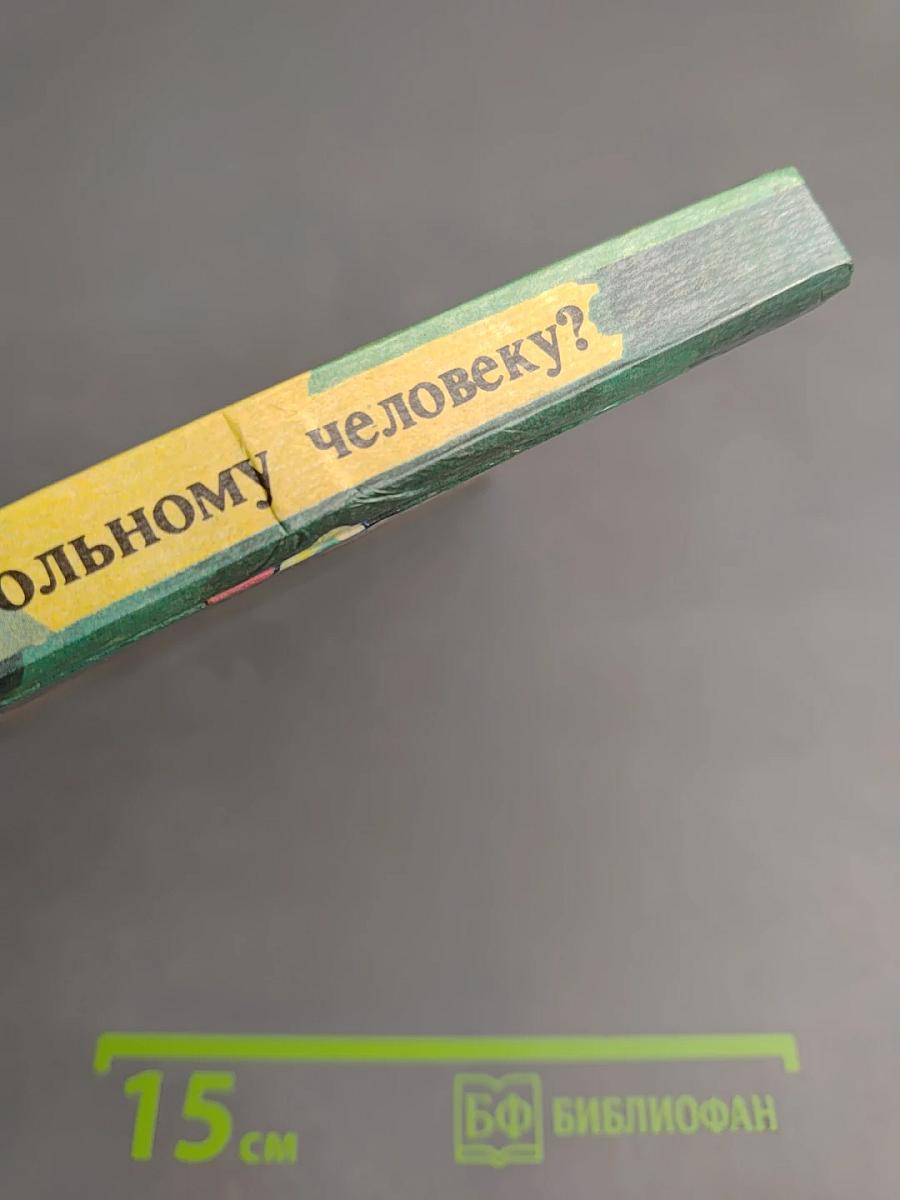 ольному человеку?
15 см
БФ БИБЛИОФАН